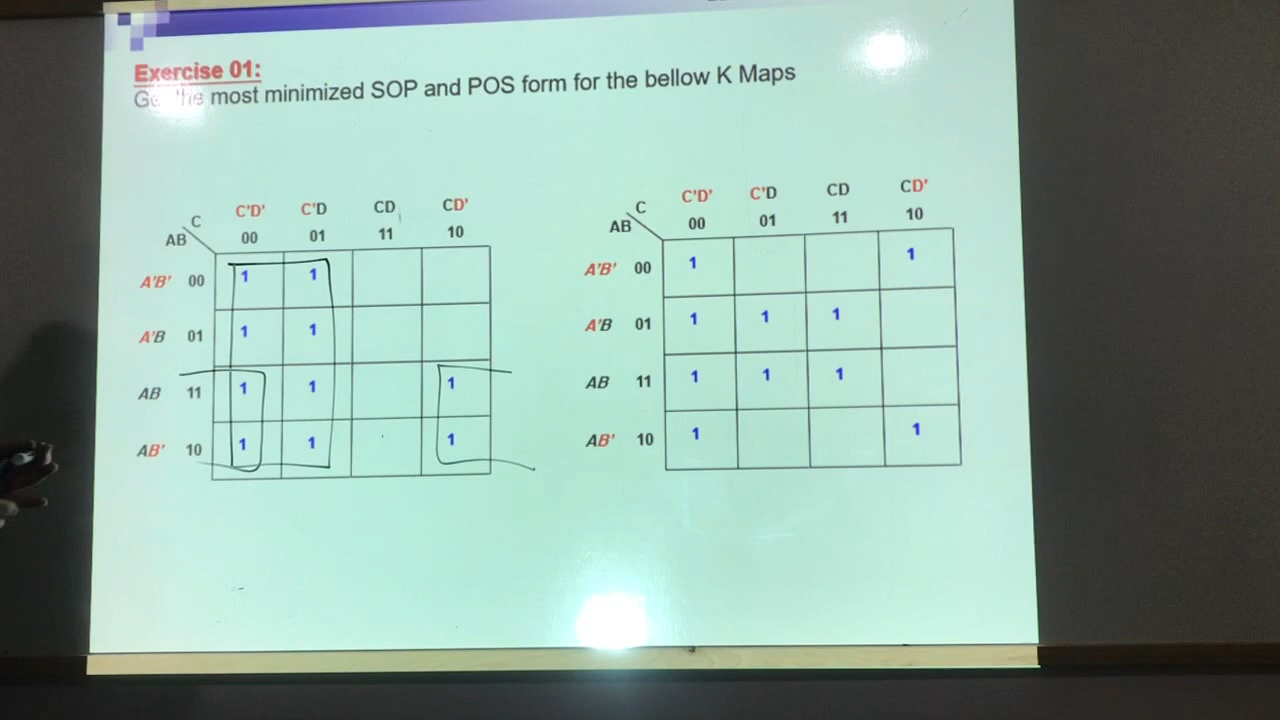 Exercise 01:
Get the most minimized SOP and POS form for the bellow K Maps
C'D' C'D CD CD'
C
AB 00 01 11 10
A'B' 00 1 1
A'B 01 1 1
AB 11 1 1 1
AB' 10 1 1 1
C'D' C'D CD CD'
C
AB 00 01 11 10
A'B' 00 1 1
A'B 01 1 1 1
AB 11 1 1 1
AB' 10 1 1